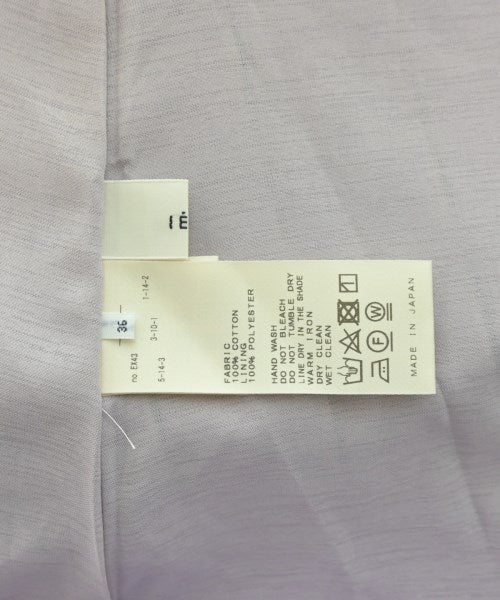 36
no EX43
5-14-3
3-10-1
1-14-2
FABRIC
100% COTTON
LINING
100% POLYESTER
HAND WASH
DO NOT BLEACH
DO NOT TUMBLE DRY
LINE DRY IN THE SHADE
WARM IRON
DRY CLEAN
WET CLEAN
F
W
MADE IN JAPAN